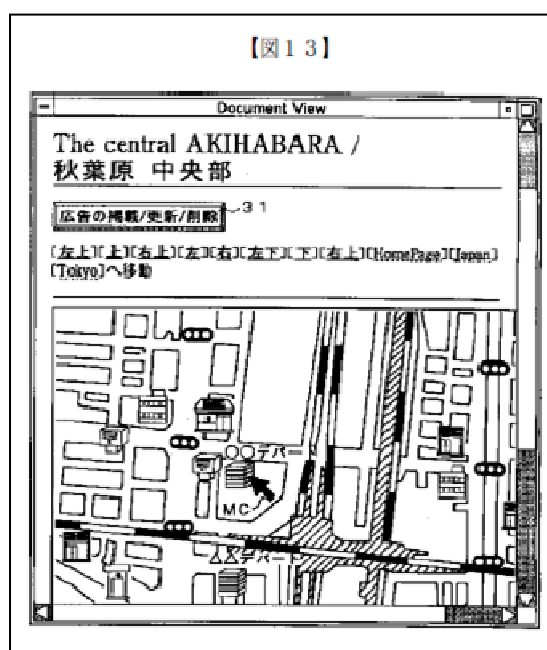 【図13】
Document View
The central AKIHABARA /
秋葉原 中央部
広告の掲載/更新/削除
31
[左上][上][右上][左][右][左下][下][右上][HomePage][Japan]
[Tokyo]へ移動
○○デパート
MC
△Xデパート